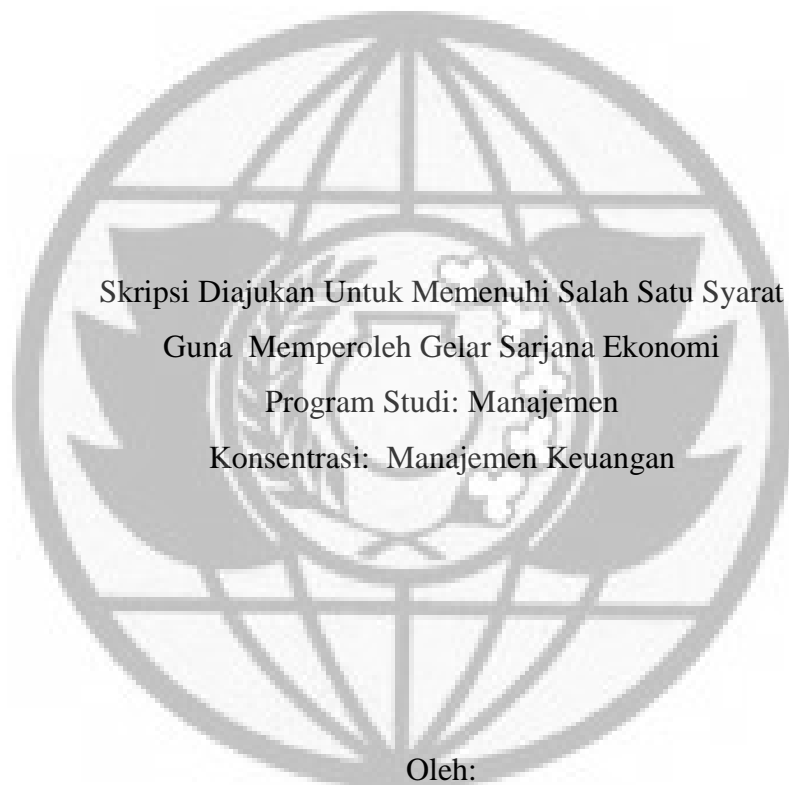 Skripsi Diajukan Untuk Memenuhi Salah Satu Syarat
Guna Memperoleh Gelar Sarjana Ekonomi
Program Studi: Manajemen
Konsentrasi: Manajemen Keuangan
Oleh: